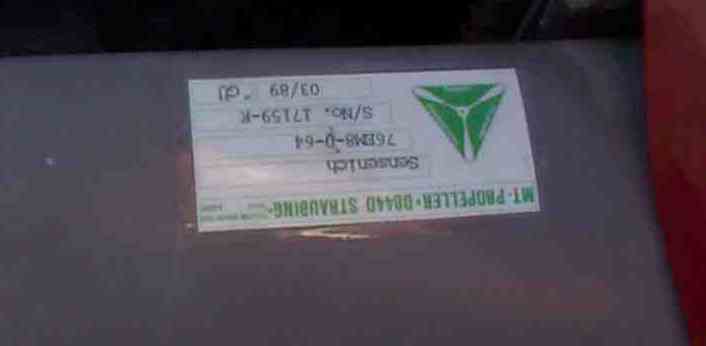 MT-PROPELLER·D8440 STRAUBING
Sensenich
76EM8-0-64
S/No. 17159-K
03/89